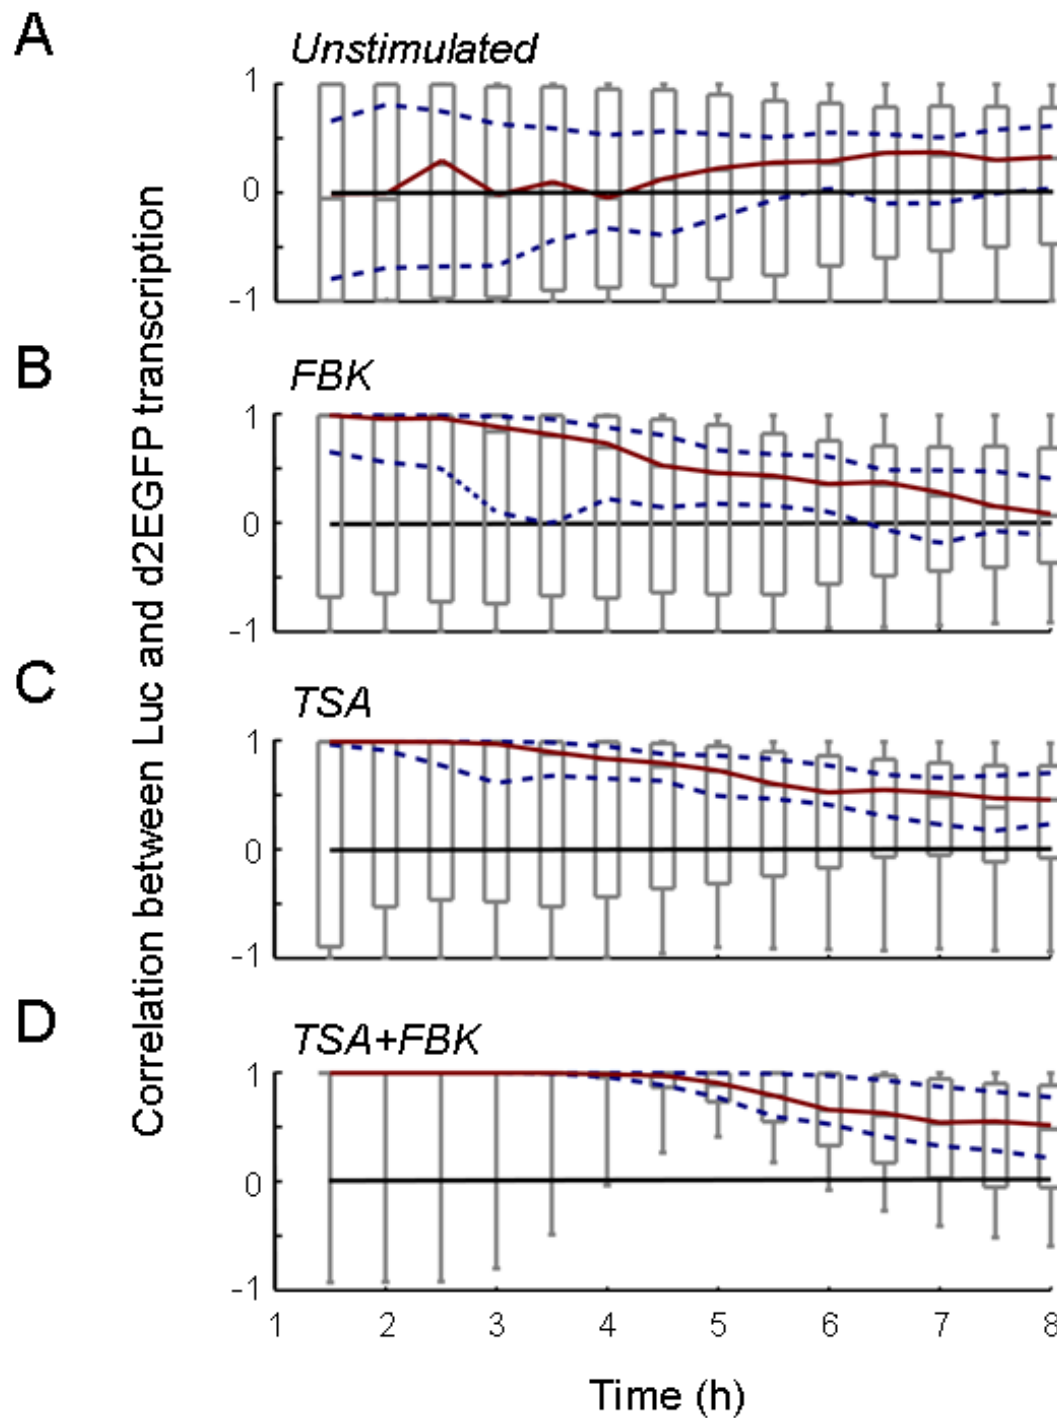 A
Unstimulated
1
0
-1
B
FBK
1
0
-1
C
TSA
1
0
-1
D
TSA+FBK
1
0
-1
1 2 3 4 5 6 7 8
Time (h)
Correlation between Luc and d2EGFP transcription